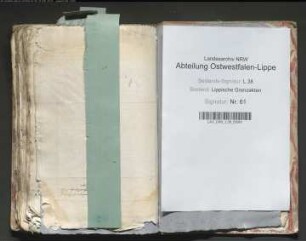 Landesarchiv NRW
Abteilung Ostwestfalen-Lippe
Bestands-Signatur: L 38
Bestand: Lippische Grenzakten
Signatur: Nr. 61